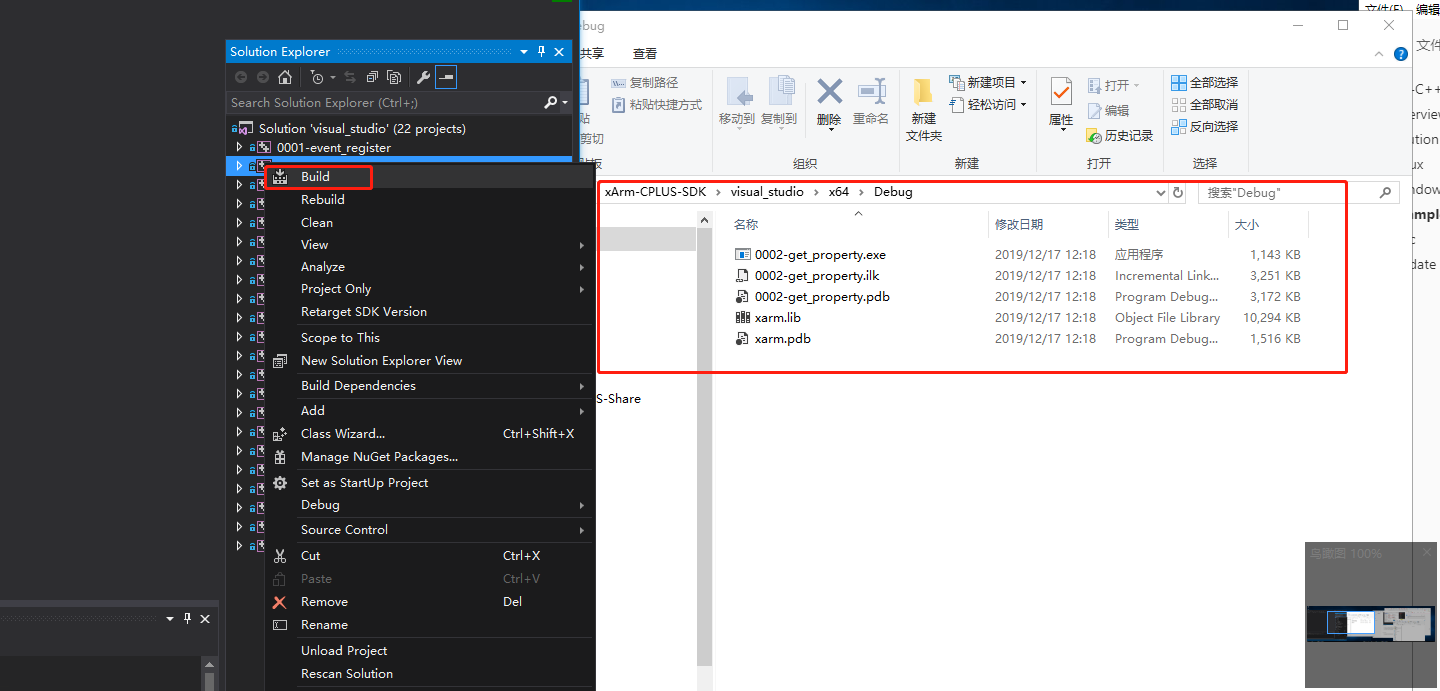 Solution Explorer
Search Solution Explorer (Ctrl+;)
Solution 'visual_studio' (22 projects)
0001-event_register
Build
Rebuild
Clean
View
Analyze
Project Only
Retarget SDK Version
Scope to This
New Solution Explorer View
Build Dependencies
Add
Class Wizard... Ctrl+Shift+X
Manage NuGet Packages...
Set as StartUp Project
Debug
Source Control
Cut Ctrl+X
Paste Ctrl+V
Remove Del
Rename
Unload Project
Rescan Solution
ebug
共享 查看
复制路径
粘贴快捷方式
贴
剪切
移动到 复制到 删除 重命名
组织
新建
文件夹
新建项目
轻松访问
新建
属性
打开
编辑
历史记录
打开
全部选择
全部取消
反向选择
选择
xArm-CPLUS-SDK visual_studio x64 Debug
搜索"Debug"
名称 修改日期 类型 大小
0002-get_property.exe 2019/12/17 12:18 应用程序 1,143 KB
0002-get_property.ilk 2019/12/17 12:18 Incremental Link... 3,251 KB
0002-get_property.pdb 2019/12/17 12:18 Program Debug... 3,172 KB
xarm.lib 2019/12/17 12:18 Object File Library 10,294 KB
xarm.pdb 2019/12/17 12:18 Program Debug... 1,516 KB
S-Share
文件(F) 编辑
文件
-C++
erview
ution
ux
ndow
ample
date
鸟瞰图 100%